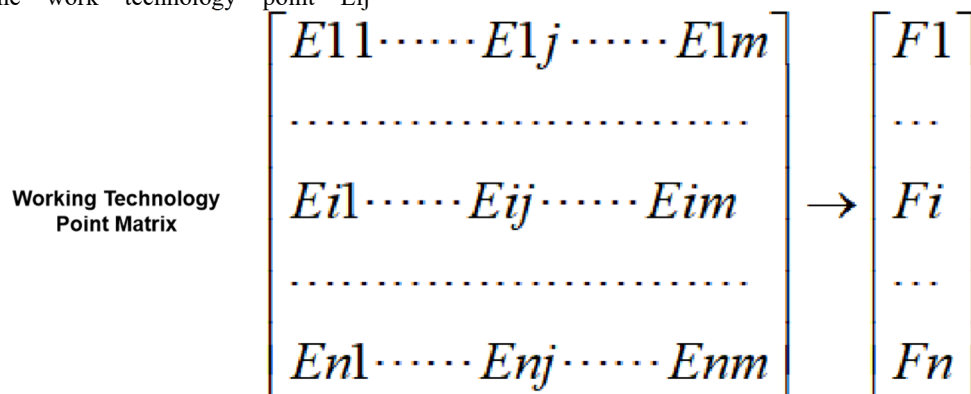 work technology point Eij
E11······E1j······E1m F1
··························· ···
Working Technology
Point Matrix
Ei1······Eij······Eim → Fi
··························· ···
En1······Enj······Enm Fn